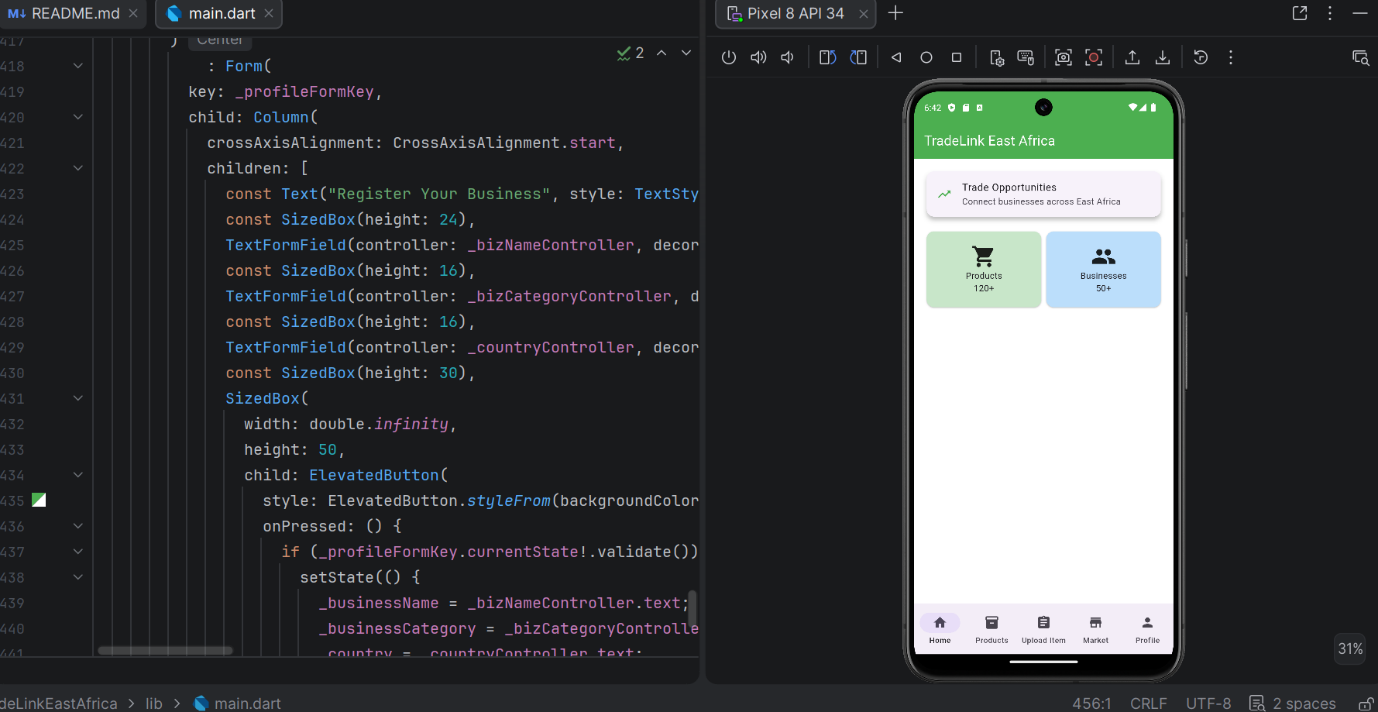 README.md
main.dart
Pixel 8 API 34
417 ) Center
2
418 : Form(
419 key: _profileFormKey,
420 child: Column(
421 crossAxisAlignment: CrossAxisAlignment.start,
422 children: [
423 const Text("Register Your Business", style: TextSty
424 const SizedBox(height: 24),
425 TextFormField(controller: _bizNameController, decor
426 const SizedBox(height: 16),
427 TextFormField(controller: _bizCategoryController, d
428 const SizedBox(height: 16),
429 TextFormField(controller: _countryController, decor
430 const SizedBox(height: 30),
431 SizedBox(
432 width: double.infinity,
433 height: 50,
434 child: ElevatedButton(
435 style: ElevatedButton.styleFrom(backgroundColor
436 onPressed: () {
437 if (_profileFormKey.currentState!.validate())
438 setState(() {
439 _businessName = _bizNameController.text;
440 _businessCategory = _bizCategoryControlle
441 _country = _countryController.text;
6:42
TradeLink East Africa
Trade Opportunities
Connect businesses across East Africa
Products
120+
Businesses
50+
Home Products Upload Item Market Profile
31%
deLinkEastAfrica > lib > main.dart
456:1 CRLF UTF-8 2 spaces